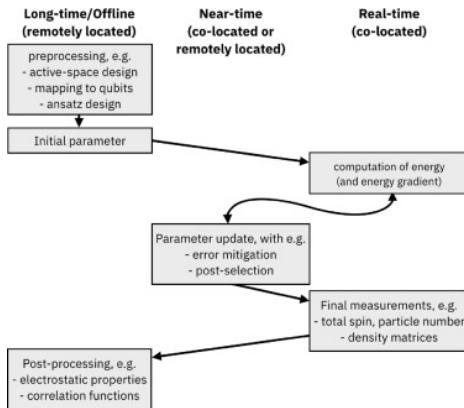 Long-time/Offline
(remotely located)
Near-time
(co-located or
remotely located)
Real-time
(co-located)
preprocessing, e.g.
- active-space design
- mapping to qubits
- ansatz design
Initial parameter
computation of energy
(and energy gradient)
Parameter update, with e.g.
- error mitigation
- post-selection
Final measurements, e.g.
- total spin, particle number
- density matrices
Post-processing, e.g.
- electrostatic properties
- correlation functions